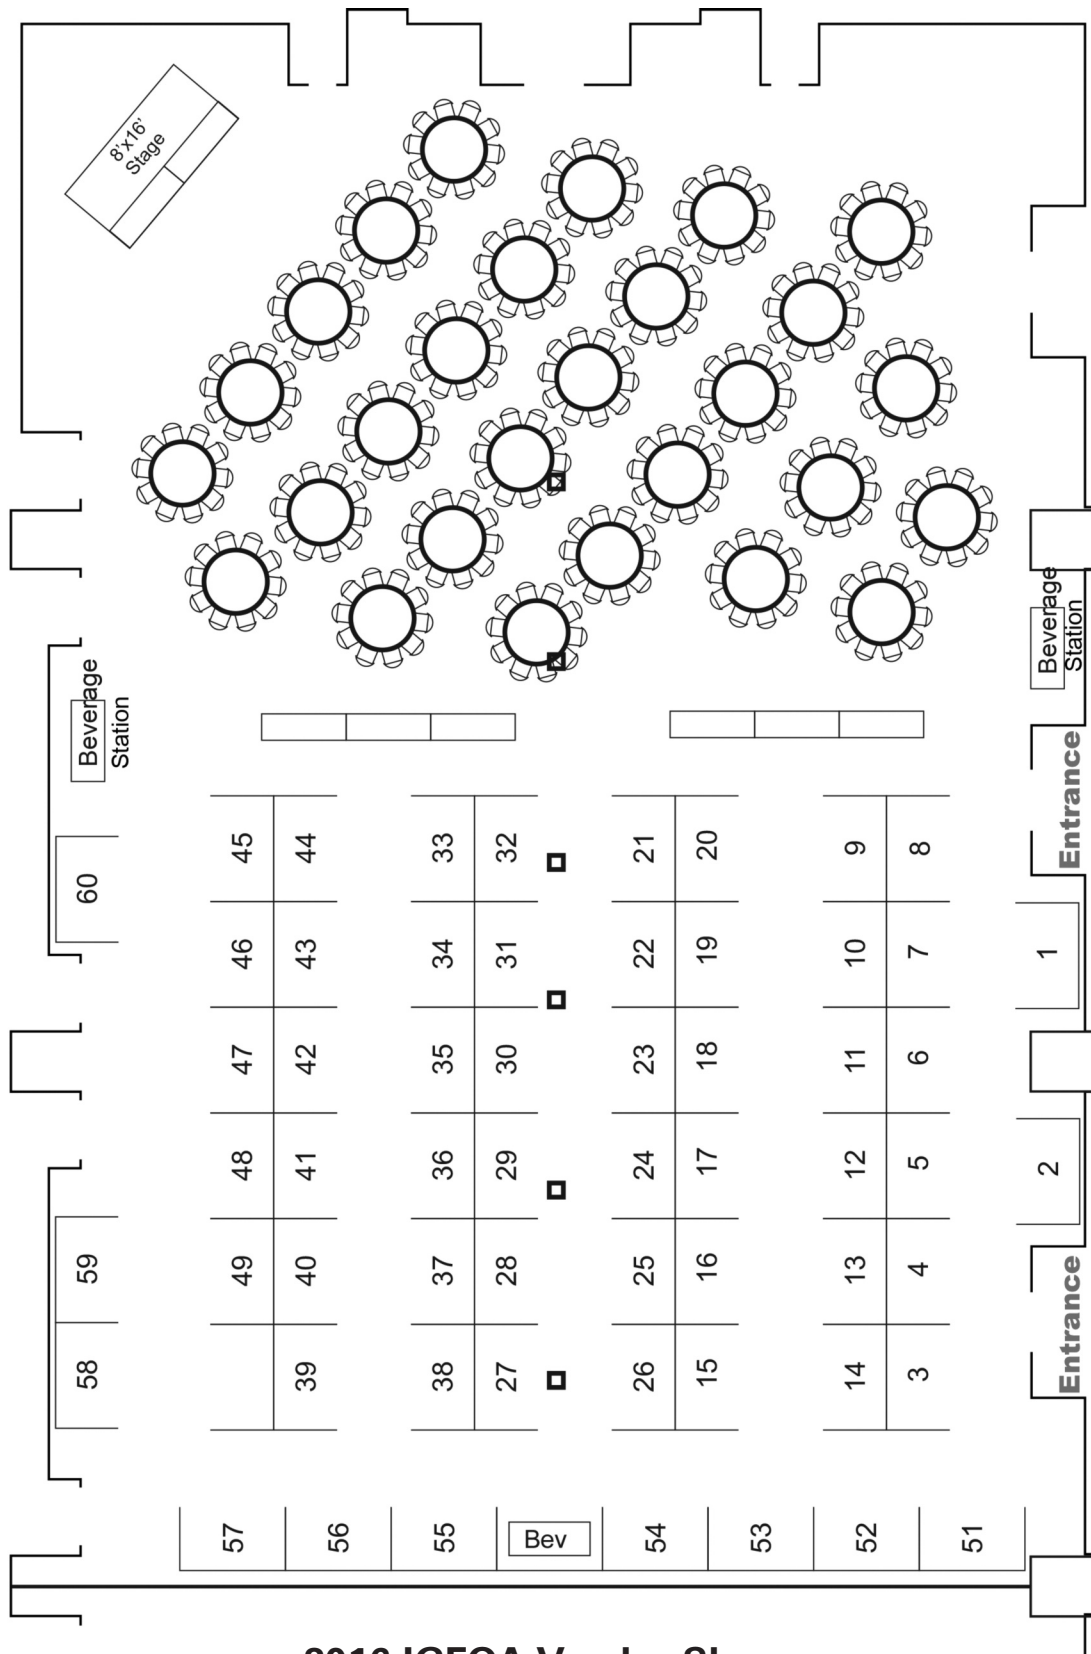 8'x16'
Stage
Beverage
Station
Beverage
Station
Entrance
45 44 33 32 21 20 9 8
60
46 43 34 31 22 19 10 7 1
47 42 35 30 23 18 11 6
48 41 36 29 24 17 12 5 2
59 49 40 37 28 25 16 13 4
Entrance
58 39 38 27 26 15 14 3
57 56 55 Bev 54 53 52 51